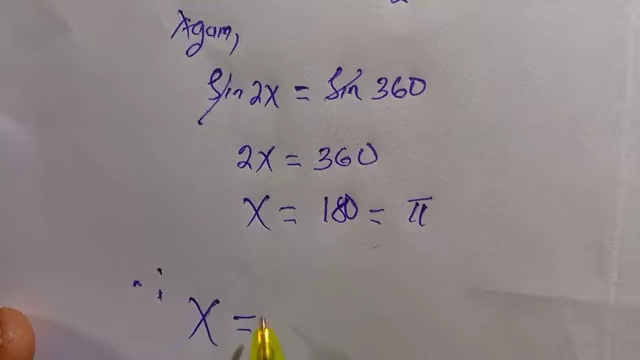 Again,
Sin 2x = Sin 360
2x = 360
x = 180 = π
∴ x =